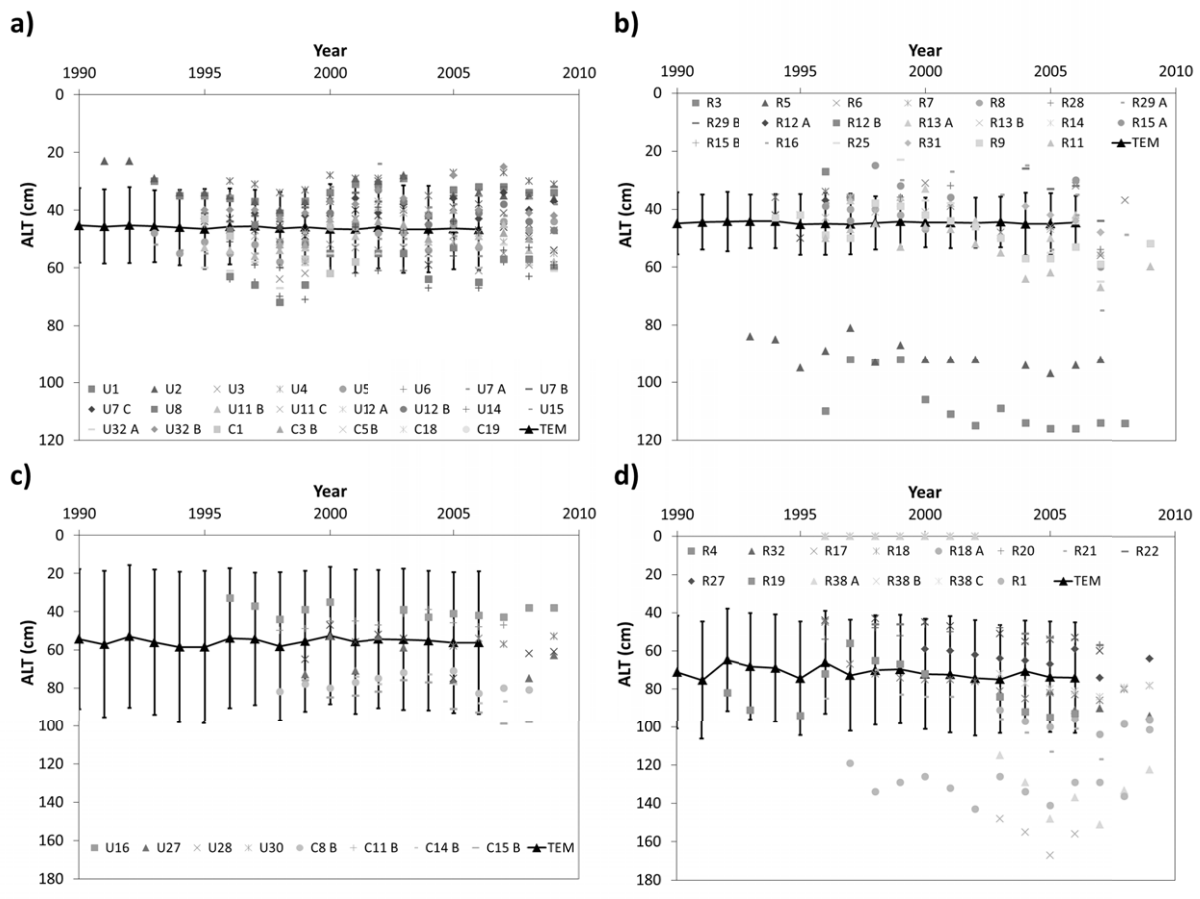 a)
Year
1990 1995 2000 2005 2010
0
20
40
60
80
100
120
ALT (cm)
U1 U2 U3 U4 U5 U6 U7 A U7 B
U7 C U8 U11 B U11 C U12 A U12 B U14 U15
U32 A U32 B C1 C3 B C5 B C18 C19 TEM
b)
Year
1990 1995 2000 2005 2010
0
20
40
60
80
100
120
ALT (cm)
R3 R5 R6 R7 R8 R28 R29 A
R29 B R12 A R12 B R13 A R13 B R14 R15 A
R15 B R16 R25 R31 R9 R11 TEM
c)
Year
1990 1995 2000 2005 2010
0
20
40
60
80
100
120
140
160
180
ALT (cm)
U16 U27 U28 U30 C8 B C11 B C14 B C15 B TEM
d)
Year
1990 1995 2000 2005 2010
0
20
40
60
80
100
120
140
160
180
ALT (cm)
R4 R32 R17 R18 R18 A R20 R21 R22
R27 R19 R38 A R38 B R38 C R1 TEM